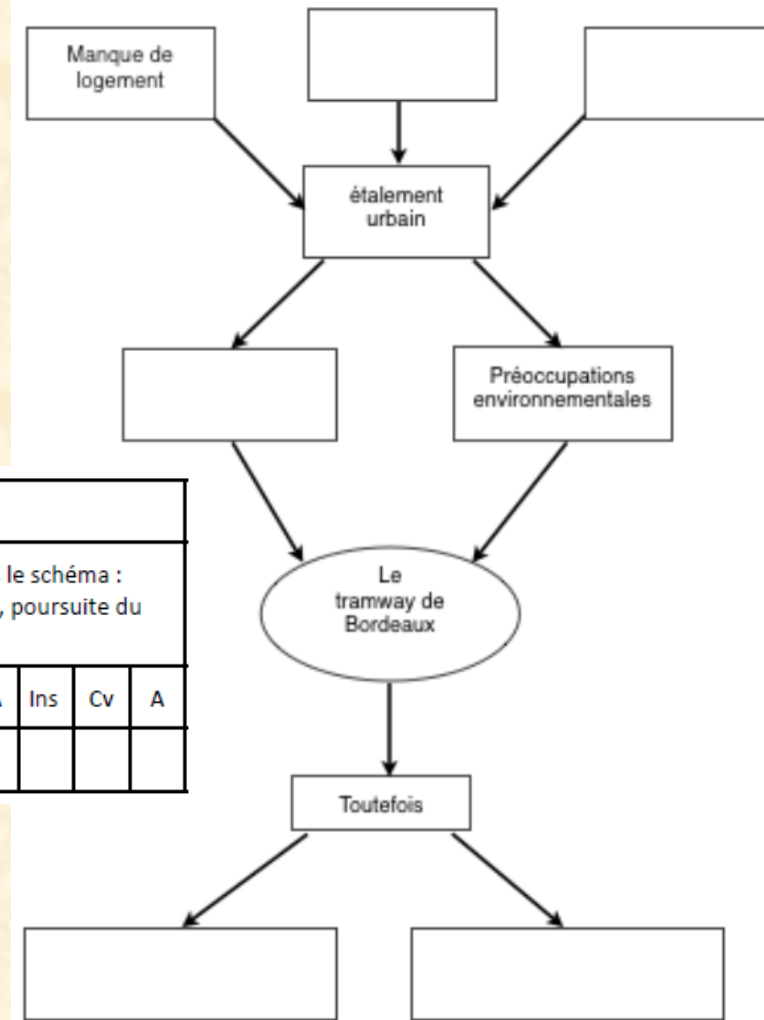 Manque de
logement
étalement
urbain
Préoccupations
environnementales
le schéma :
, poursuite du
Ins Cv A
Le
tramway de
Bordeaux
Toutefois